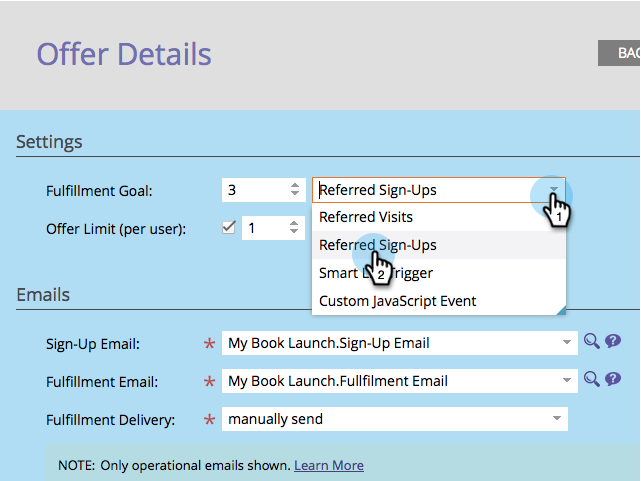 Offer Details
BAC
Settings
Fulfillment Goal: 3 Referred Sign-Ups
1
Referred Visits
Offer Limit (per user): 1
Referred Sign-Ups
2
Smart Trigger
Custom JavaScript Event
Emails
Sign-Up Email: * My Book Launch.Sign-Up Email
Fulfillment Email: * My Book Launch.Fullfilment Email
Fulfillment Delivery: * manually send
NOTE: Only operational emails shown. Learn More